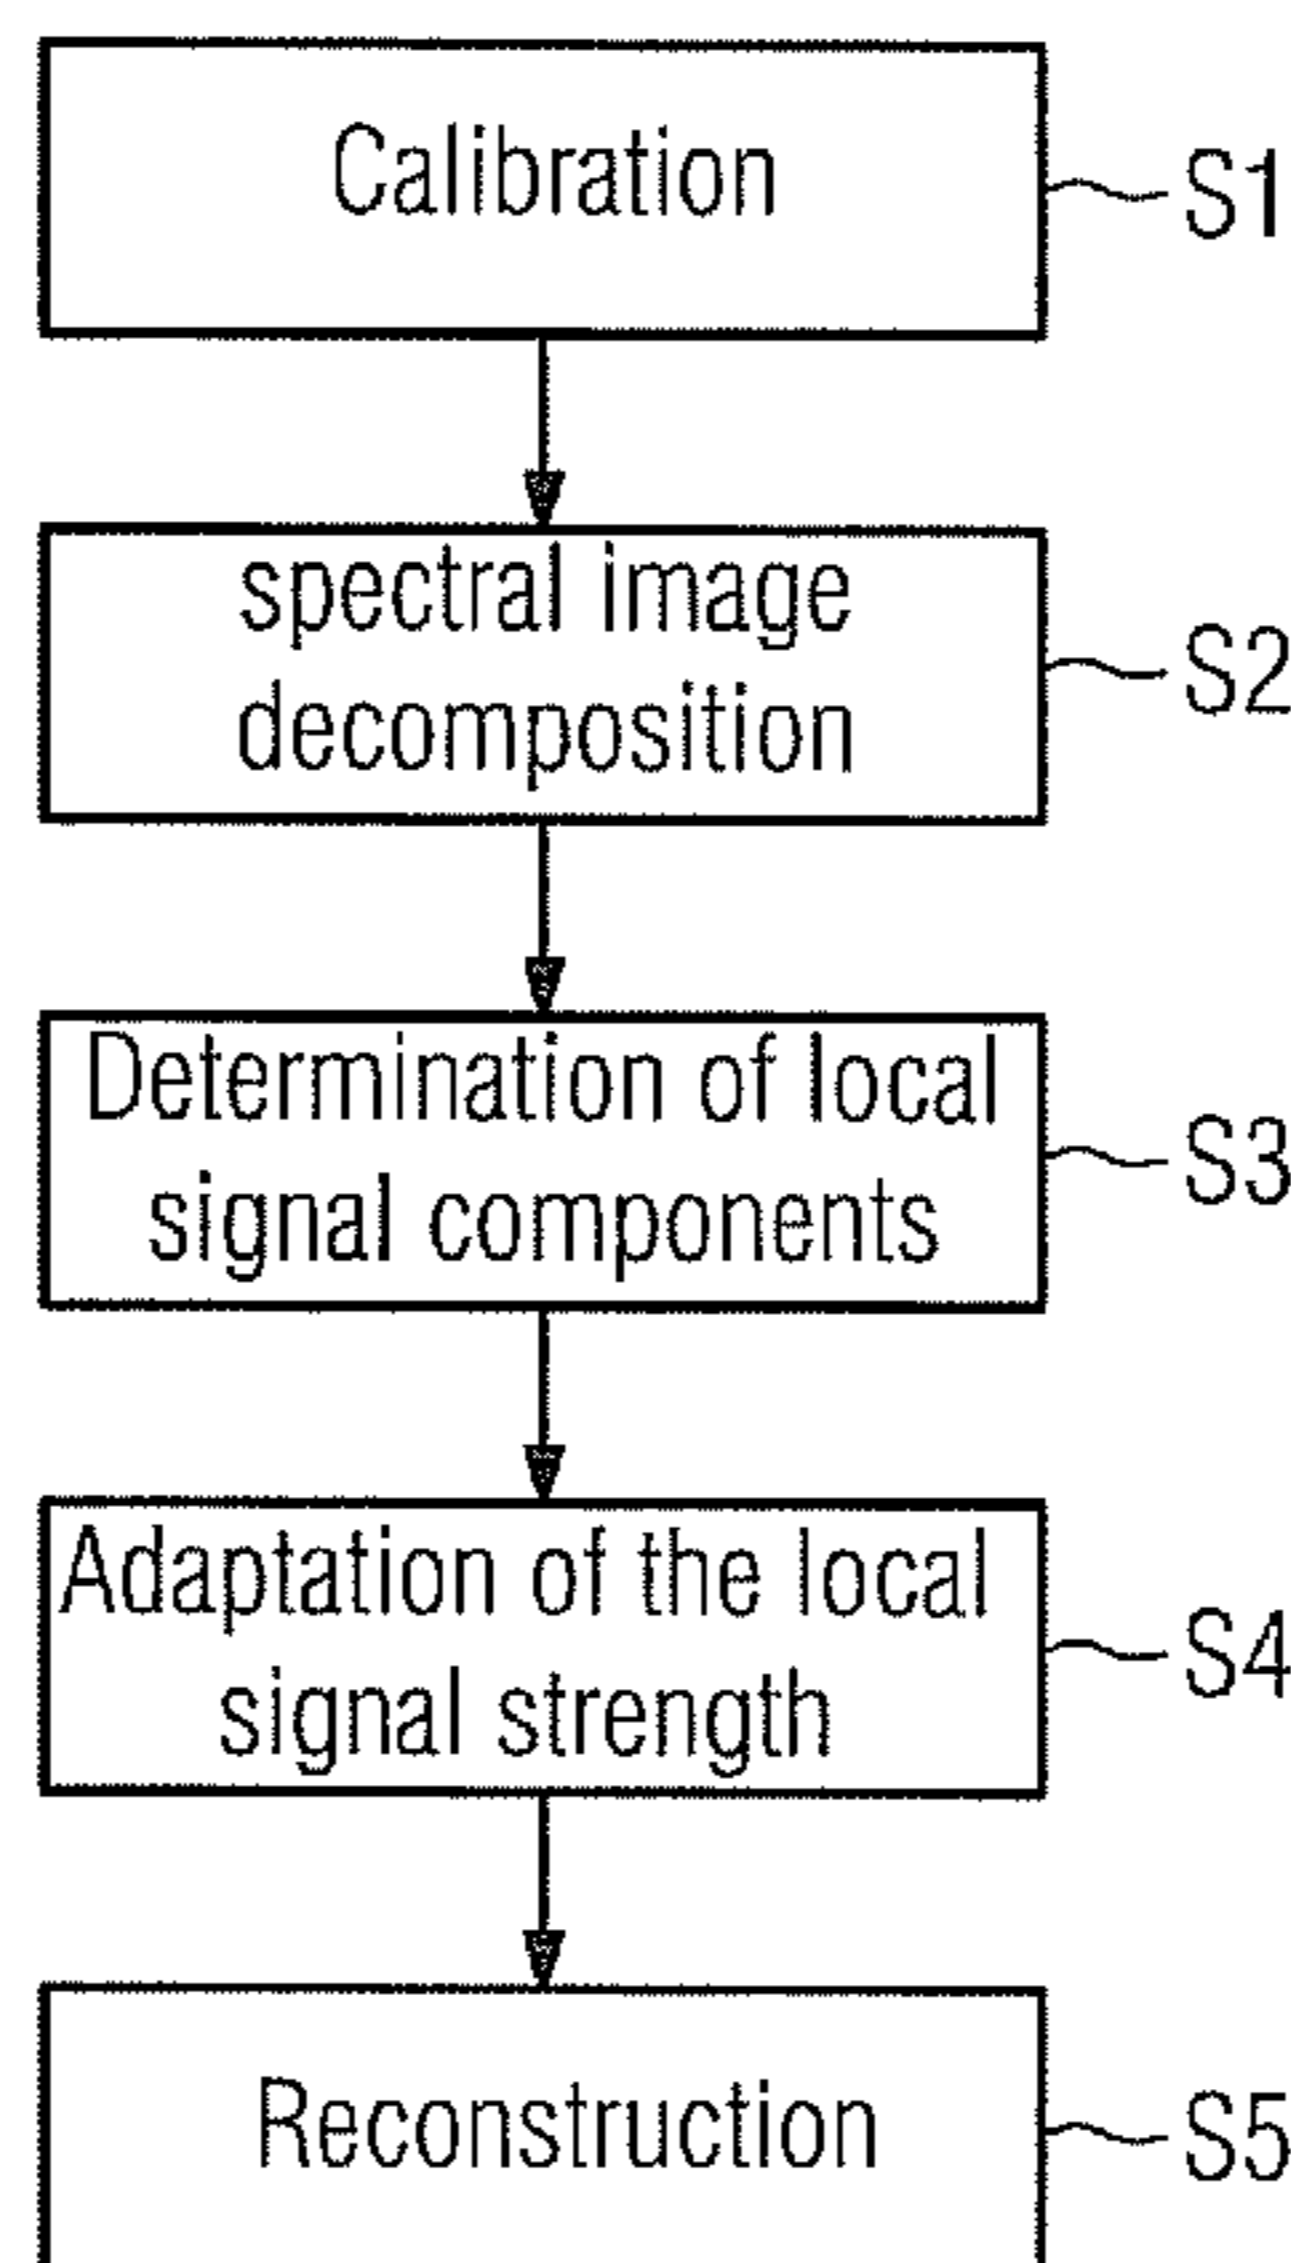 Calibration
S1
spectral image
decomposition
S2
Determination of local
signal components
S3
Adaptation of the local
signal strength
S4
Reconstruction
S5